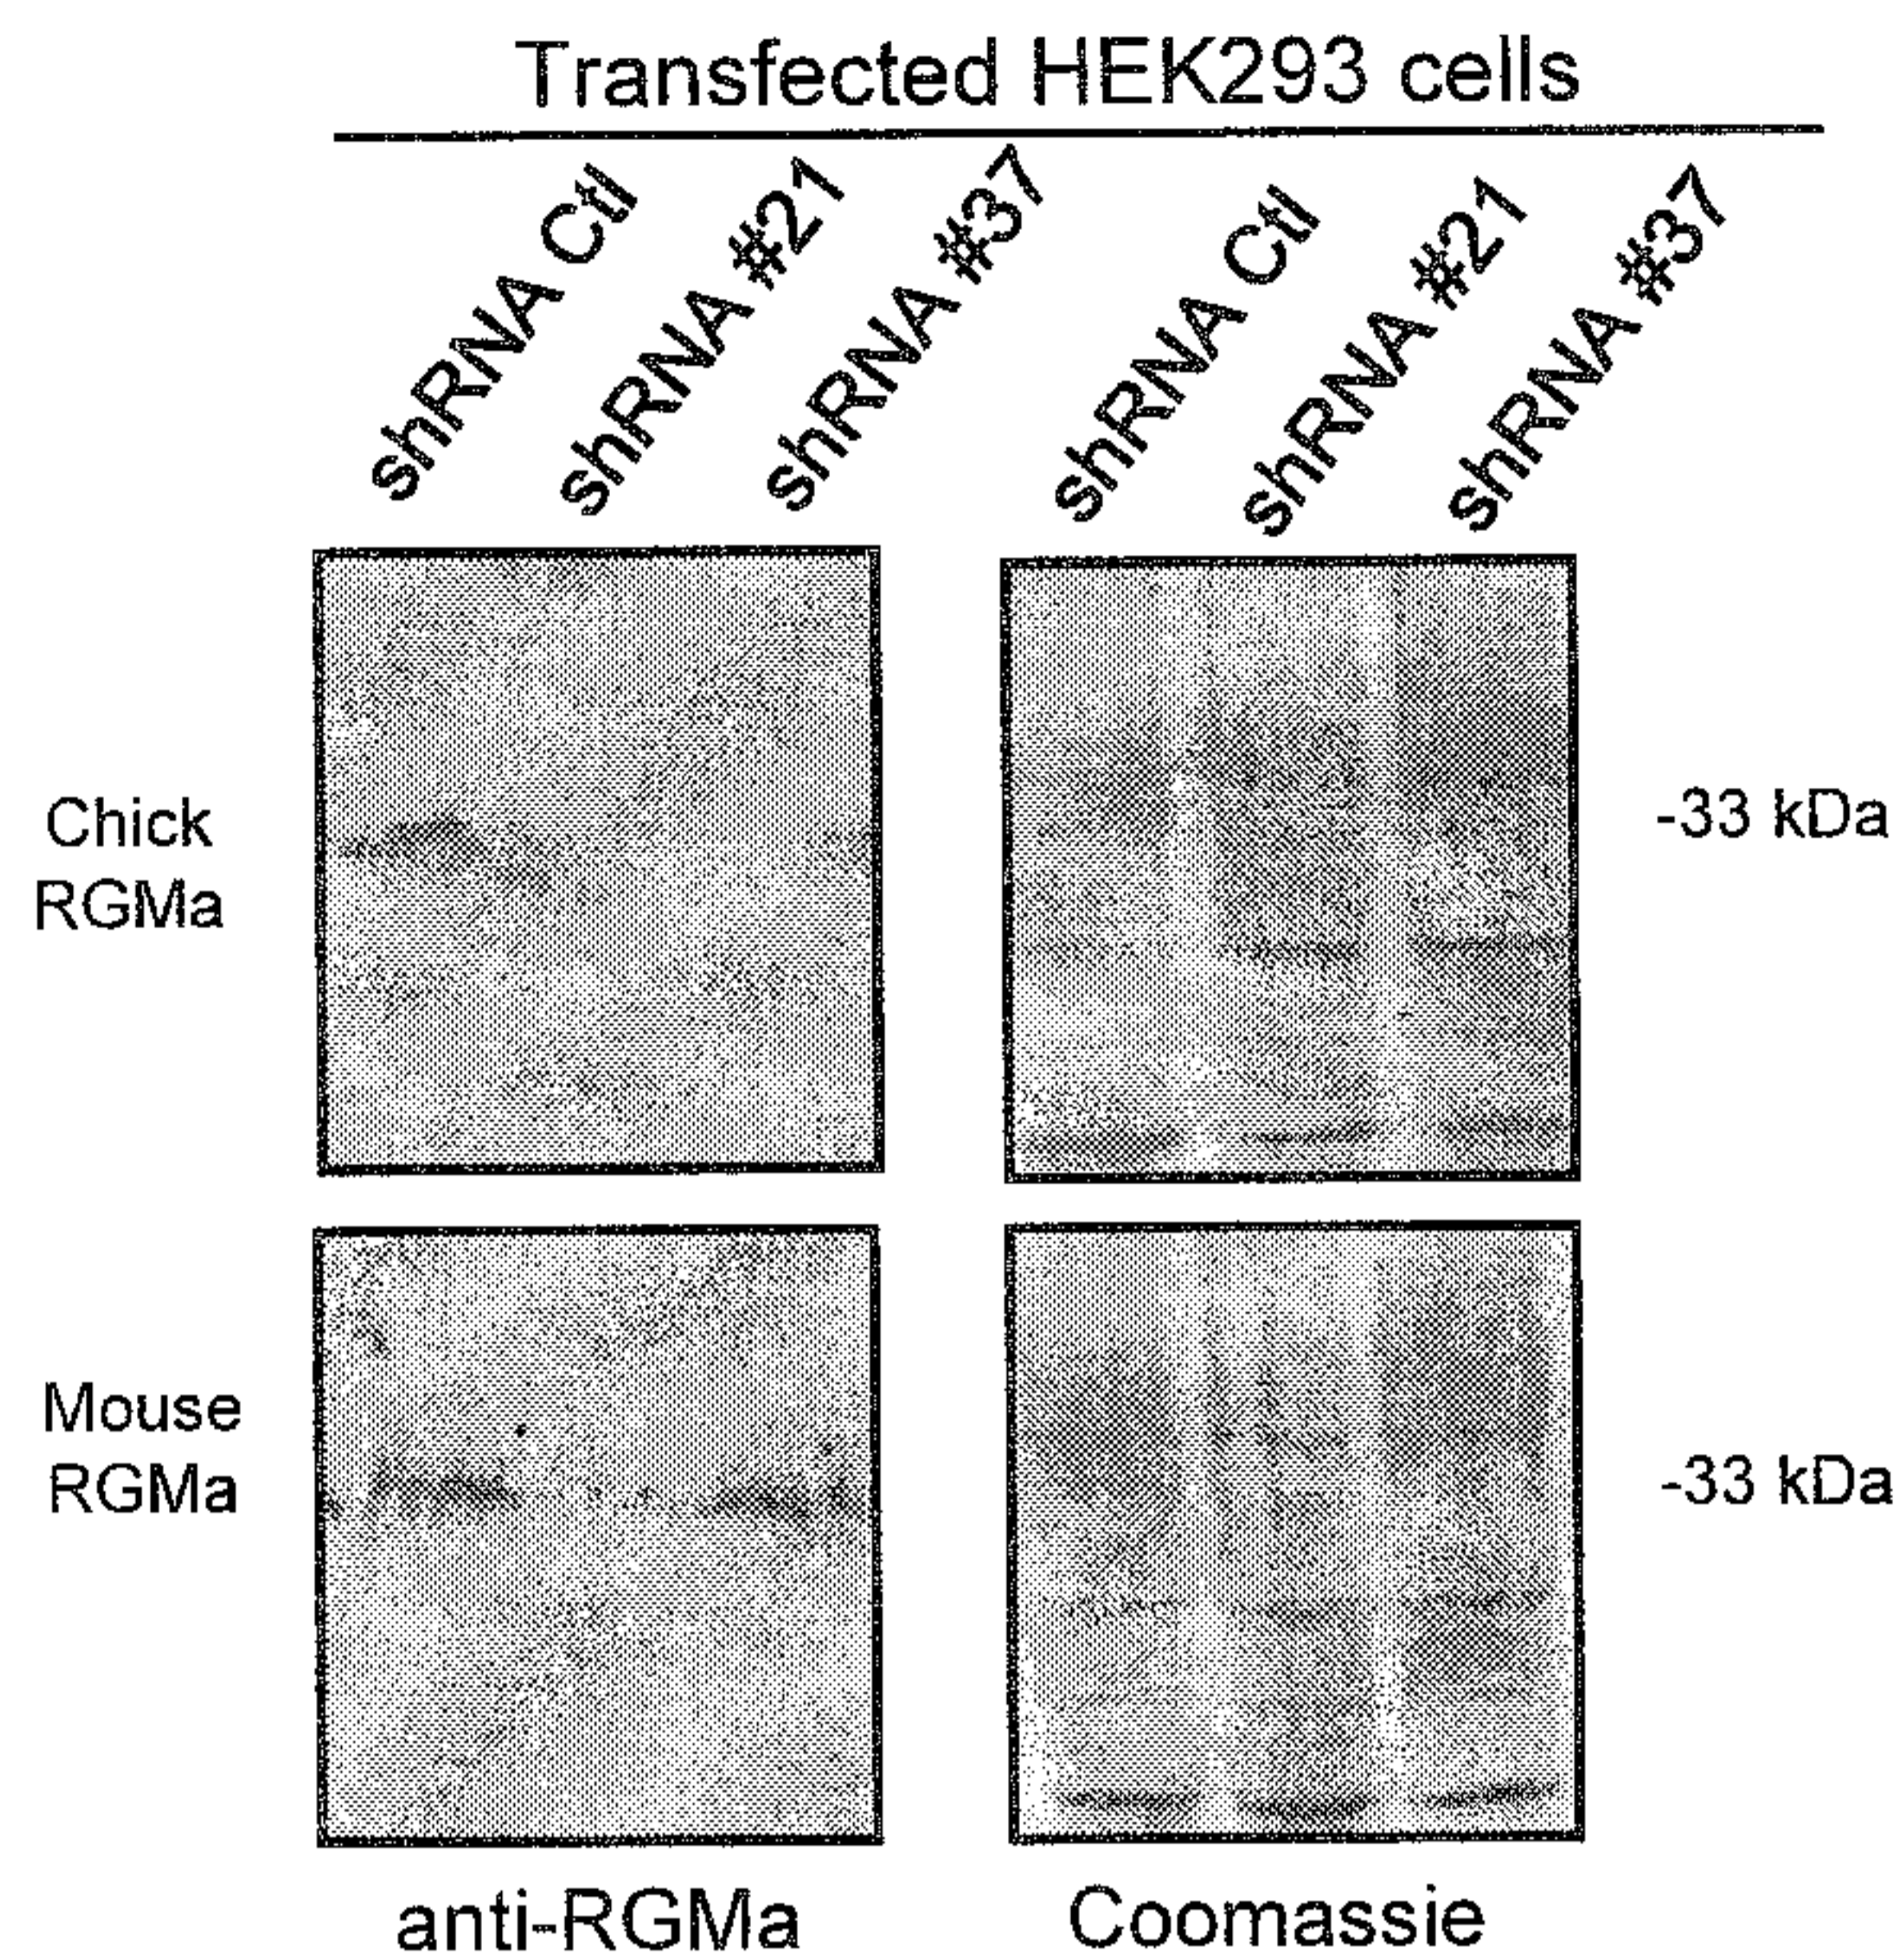 Transfected HEK293 cells
shRNA Ctl
shRNA #21
shRNA #37
shRNA Ctl
shRNA #21
shRNA #37
Chick
RGMa
-33 kDa
Mouse
RGMa
-33 kDa
anti-RGMa
Coomassie